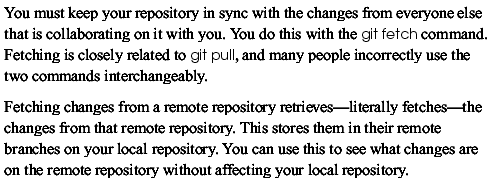 You must keep your repository in sync with the changes from everyone else
that is collaborating on it with you. You do this with the git fetch command.
Fetching is closely related to git pull, and many people incorrectly use the
two commands interchangeably.
Fetching changes from a remote repository retrieves—literally fetches—the
changes from that remote repository. This stores them in their remote
branches on your local repository. You can use this to see what changes are
on the remote repository without affecting your local repository.